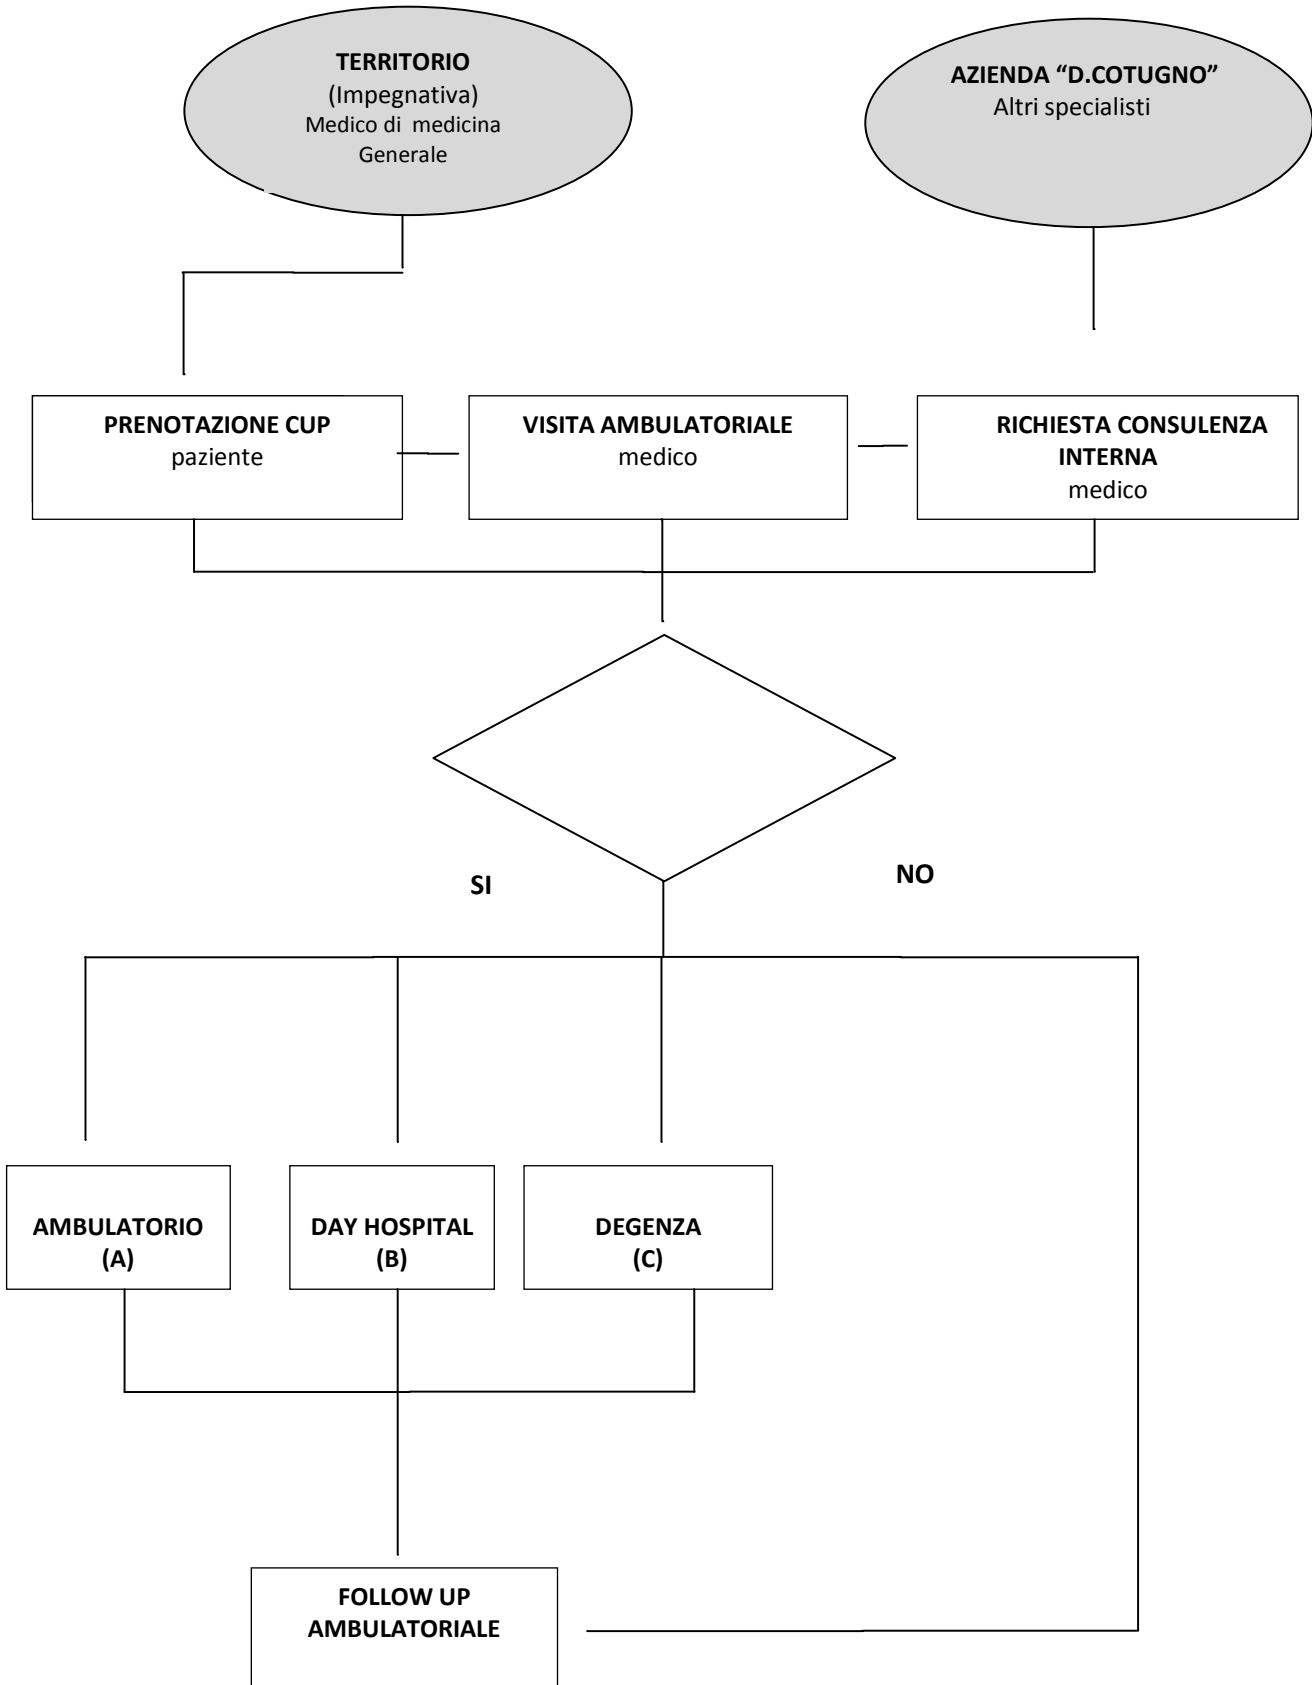 TERRITORIO
(Impegnativa)
Medico di medicina
Generale
AZIENDA “D.COTUGNO”
Altri specialisti
PRENOTAZIONE CUP
paziente
VISITA AMBULATORIALE
medico
RICHIESTA CONSULENZA
INTERNA
medico
SI
NO
AMBULATORIO
(A)
DAY HOSPITAL
(B)
DEGENZA
(C)
FOLLOW UP
AMBULATORIALE